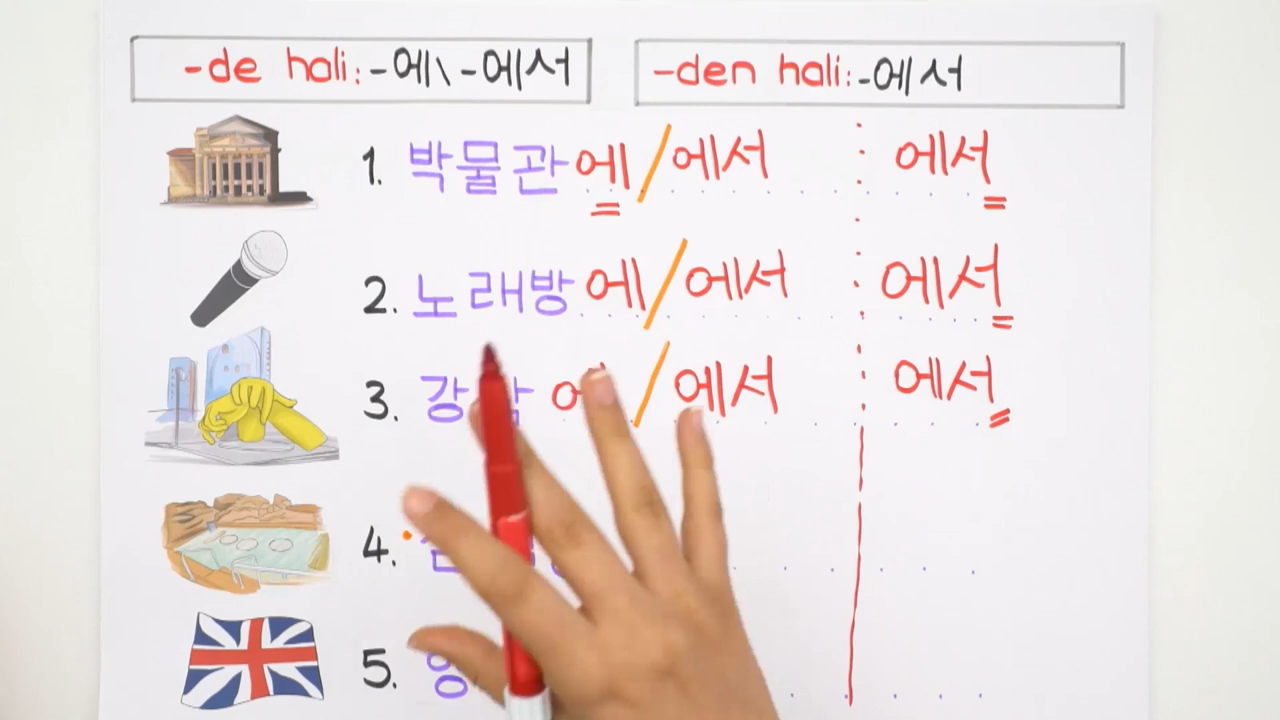 -de hali: -에\ -에서
-den hali: -에서
1. 박물관에/에서 에서
2. 노래방에/에서 에서
3. /에서 에서
4.
5.